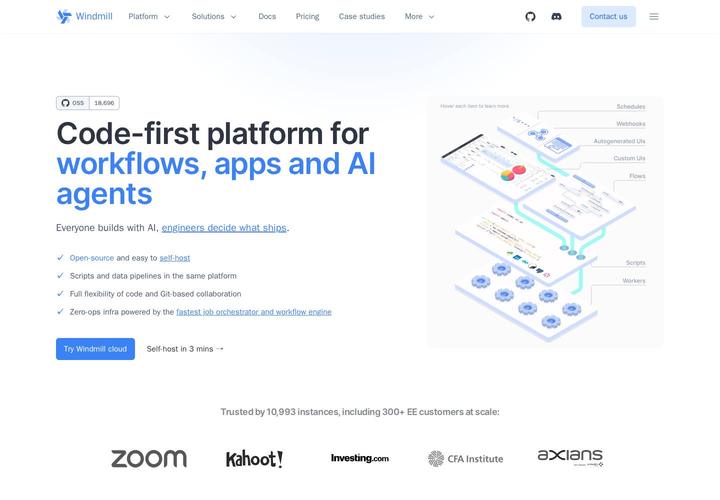 Windmill
Platform
Solutions
Docs
Pricing
Case studies
More
Contact us
OSS 18,696
Code-first platform for
workflows, apps and AI
agents
Everyone builds with AI, engineers decide what ships.
Open-source and easy to self-host
Scripts and data pipelines in the same platform
Full flexibility of code and Git-based collaboration
Zero-ops infra powered by the fastest job orchestrator and workflow engine
Try Windmill cloud
Self-host in 3 mins →
Hover each item to learn more
Schedules
Webhooks
Autogenerated UIs
Custom UIs
Flows
Scripts
Workers
Trusted by 10,993 instances, including 300+ EE customers at scale:
zoom
Kahoot!
Investing.com
CFA Institute
axians